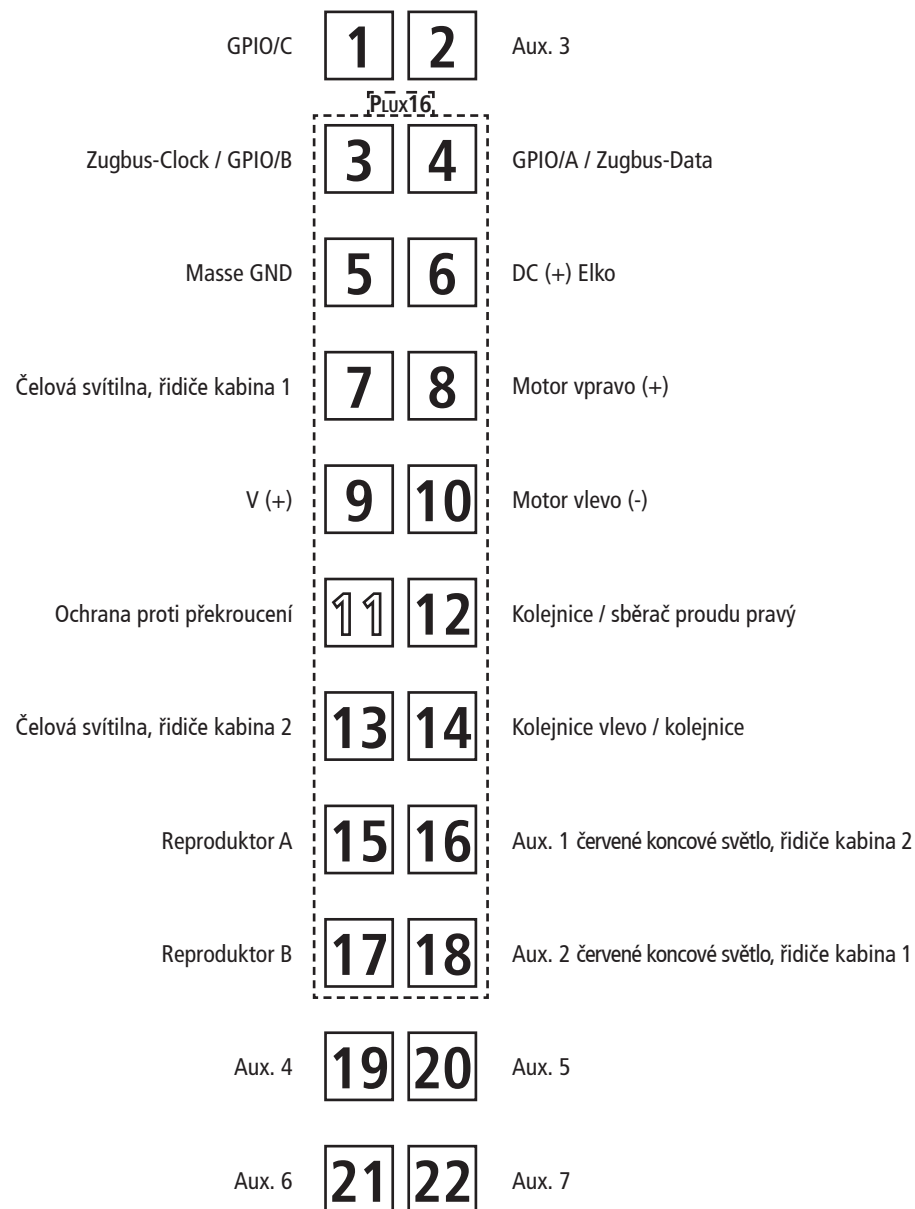 GPIO/C 1 2 Aux. 3
PLUX16
Zugbus-Clock / GPIO/B 3 4 GPIO/A / Zugbus-Data
Masse GND 5 6 DC (+) Elko
Čelová svítilna, řidiče kabina 1 7 8 Motor vpravo (+)
V (+) 9 10 Motor vlevo (-)
Ochrana proti překroucení 11 12 Kolejnice / sběrač proudu pravý
Čelová svítilna, řidiče kabina 2 13 14 Kolejnice vlevo / kolejnice
Reproduktor A 15 16 Aux. 1 červené koncové světlo, řidiče kabina 2
Reproduktor B 17 18 Aux. 2 červené koncové světlo, řidiče kabina 1
Aux. 4 19 20 Aux. 5
Aux. 6 21 22 Aux. 7